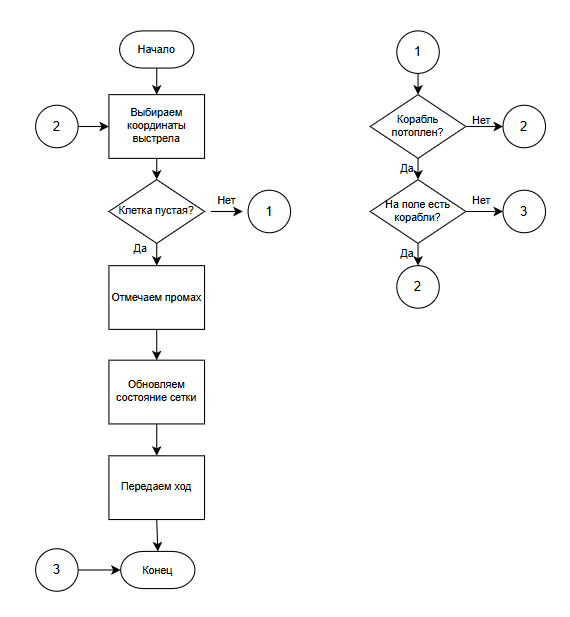 Начало
2
Выбираем
координаты
выстрела
Клетка пустая?
Нет
1
Да
Отмечаем промах
Обновляем
состояние сетки
Передаем ход
3
Конец
1
Корабль
потоплен?
Нет
2
Да
На поле есть
корабли?
Нет
3
Да
2